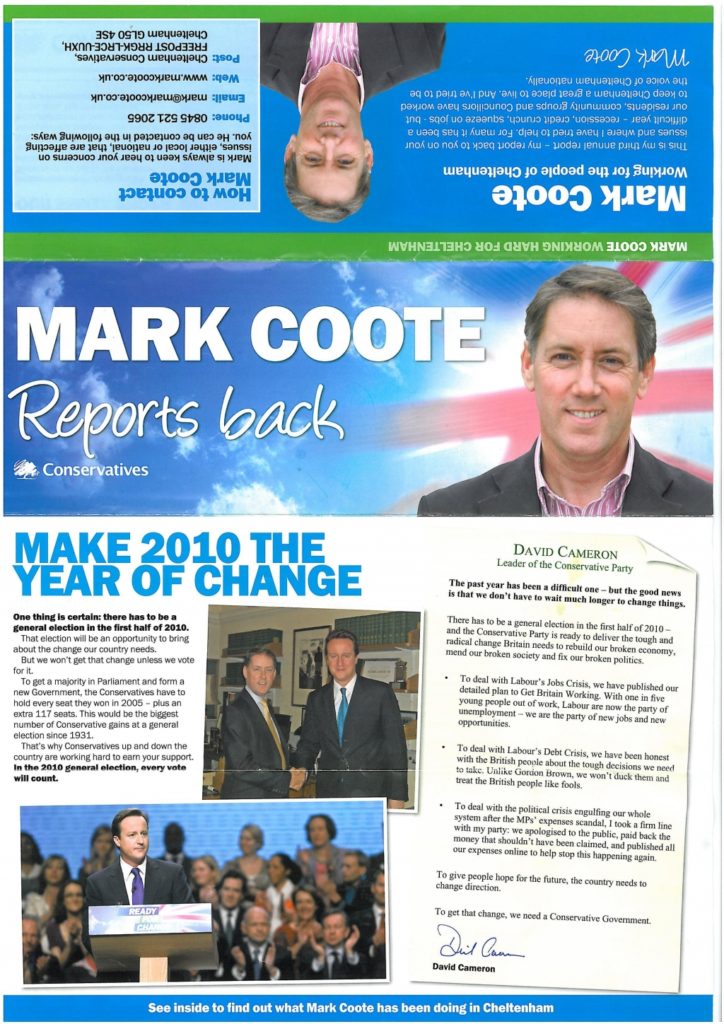 MARK COOTE WORKING HARD FOR CHELTENHAM
Mark Coote
Working for the people of Cheltenham
This is my third annual report – my report back to you on your
issues and where I have tried to help. For many it has been a
difficult year – recession, credit crunch, squeeze on jobs - but
our residents, community groups and Councillors have worked
to keep Cheltenham a great place to live. And I've tried to be
the voice of Cheltenham nationally.
Mark Coote
How to contact
Mark Coote
Mark is always keen to hear your concerns on
issues, either local or national, that are affecting
you. He can be contacted in the following ways:
Phone: 0845 521 2065
Email: mark@markcoote.co.uk
Web: www.markcoote.co.uk
Post: Cheltenham Conservatives,
FREEPOST RRGK-LRCE-UUXH,
Cheltenham
GL50 4SE
MARK COOTE
Reports back
Conservatives
MAKE 2010 THE
YEAR OF CHANGE
One thing is certain: there has to be a
general election in the first half of 2010.
That election will be an opportunity to bring
about the change our country needs.
But we won't get that change unless we vote
for it.
To get a majority in Parliament and form a
new Government, the Conservatives have to
hold every seat they won in 2005 – plus an
extra 117 seats. This would be the biggest
number of Conservative gains at a general
election since 1931.
That's why Conservatives up and down the
country are working hard to earn your support.
In the 2010 general election, every vote
will count.
READY
CHANGE
DAVID CAMERON
Leader of the Conservative Party
The past year has been a difficult one – but the good news
is that we don't have to wait much longer to change things.
There has to be a general election in the first half of 2010 –
and the Conservative Party is ready to deliver the tough and
radical change Britain needs to rebuild our broken economy,
mend our broken society and fix our broken politics.
• To deal with Labour's Jobs Crisis, we have published our
detailed plan to Get Britain Working. With one in five
young people out of work, Labour are now the party of
unemployment – we are the party of new jobs and new
opportunities.
• To deal with Labour's Debt Crisis, we have been honest
with the British people about the tough decisions we need
to take. Unlike Gordon Brown, we won't duck them and
treat the British people like fools.
• To deal with the political crisis engulfing our whole
system after the MPs' expenses scandal, I took a firm line
with my party: we apologised to the public, paid back the
money that shouldn't have been claimed, and published all
our expenses online to help stop this happening again.
To give people hope for the future, the country needs to
change direction.
To get that change, we need a Conservative Government.
David Cameron
See inside to find out what Mark Coote has been doing in Cheltenham